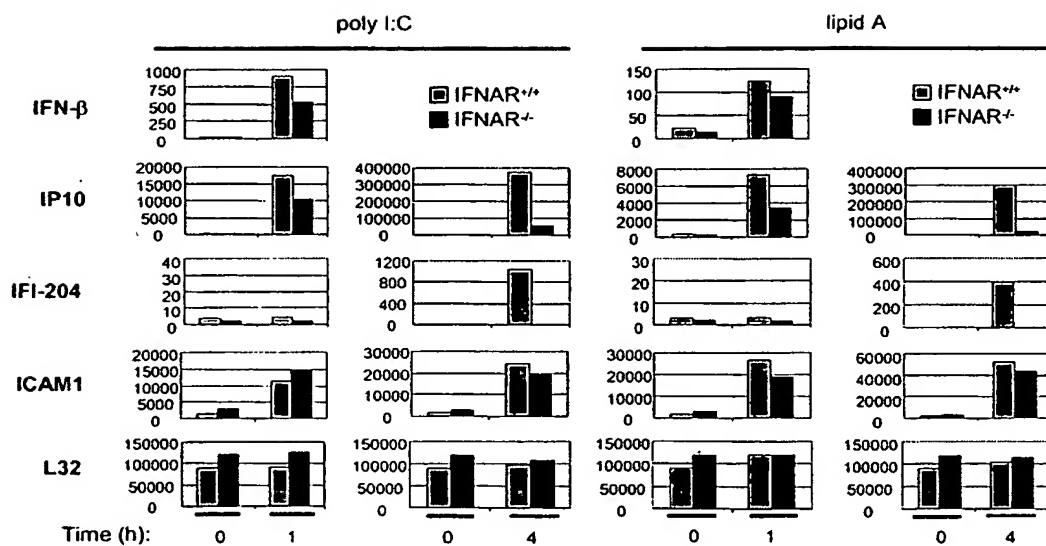 poly I:C lipid A
IFN-β
1000 750 500 250 0
IFNAR+/+
IFNAR-/-
150 100 50 0
IFNAR+/+
IFNAR-/-
IP10
20000 15000 10000 5000 0
400000 300000 200000 100000 0
8000 6000 4000 2000 0
400000 300000 200000 100000 0
IFI-204
40 30 20 10 0
1200 800 400 0
30 20 10 0
600 400 200 0
ICAM1
20000 15000 10000 5000 0
30000 20000 10000 0
30000 20000 10000 0
60000 40000 20000 0
L32
150000 100000 50000 0
150000 100000 50000 0
150000 100000 50000 0
150000 100000 50000 0
Time (h): 0 1 0 4 0 1 0 4